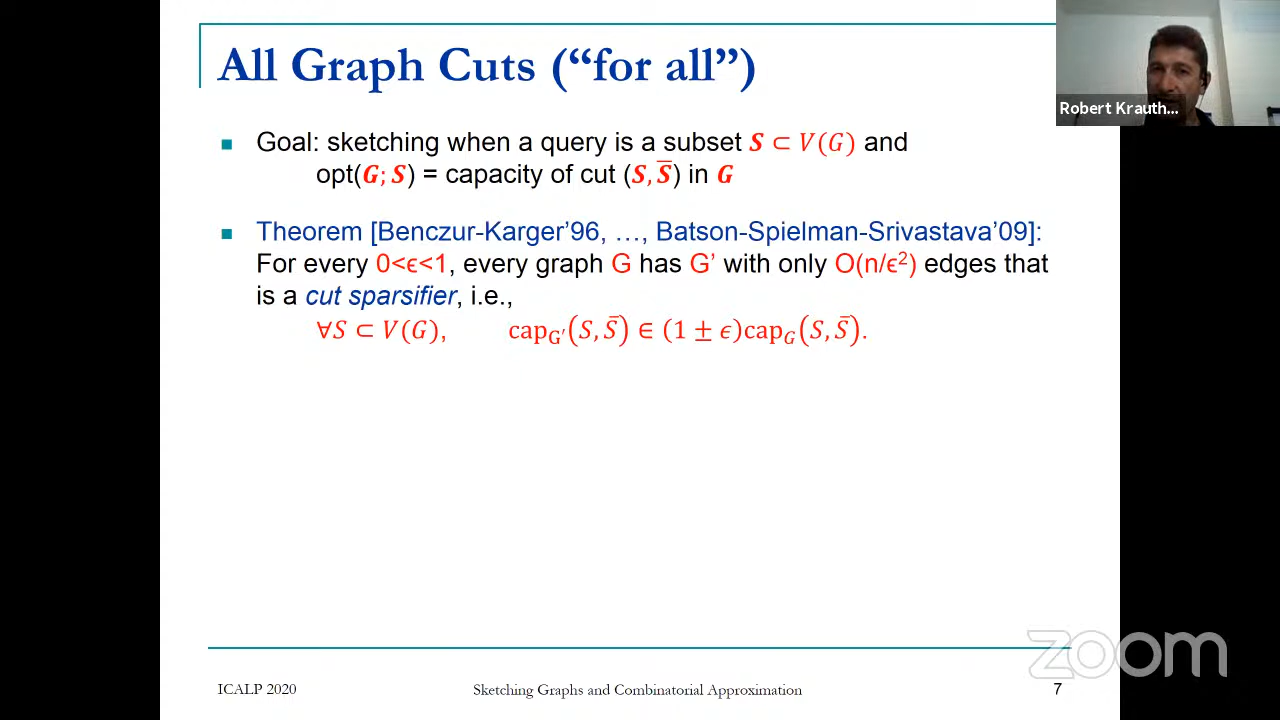 All Graph Cuts (“for all”)
Robert Krauth...
Goal: sketching when a query is a subset S ⊂ V(G) and
opt(G; S) = capacity of cut (S, S̅) in G
Theorem [Benczur-Karger’96, …, Batson-Spielman-Srivastava’09]:
For every 0<ϵ<1, every graph G has G’ with only O(n/ϵ²) edges that
is a cut sparsifier, i.e.,
∀S ⊂ V(G), cap_G′(S, S̅) ∈ (1 ± ϵ)cap_G(S, S̅).
zoom
ICALP 2020
Sketching Graphs and Combinatorial Approximation
7